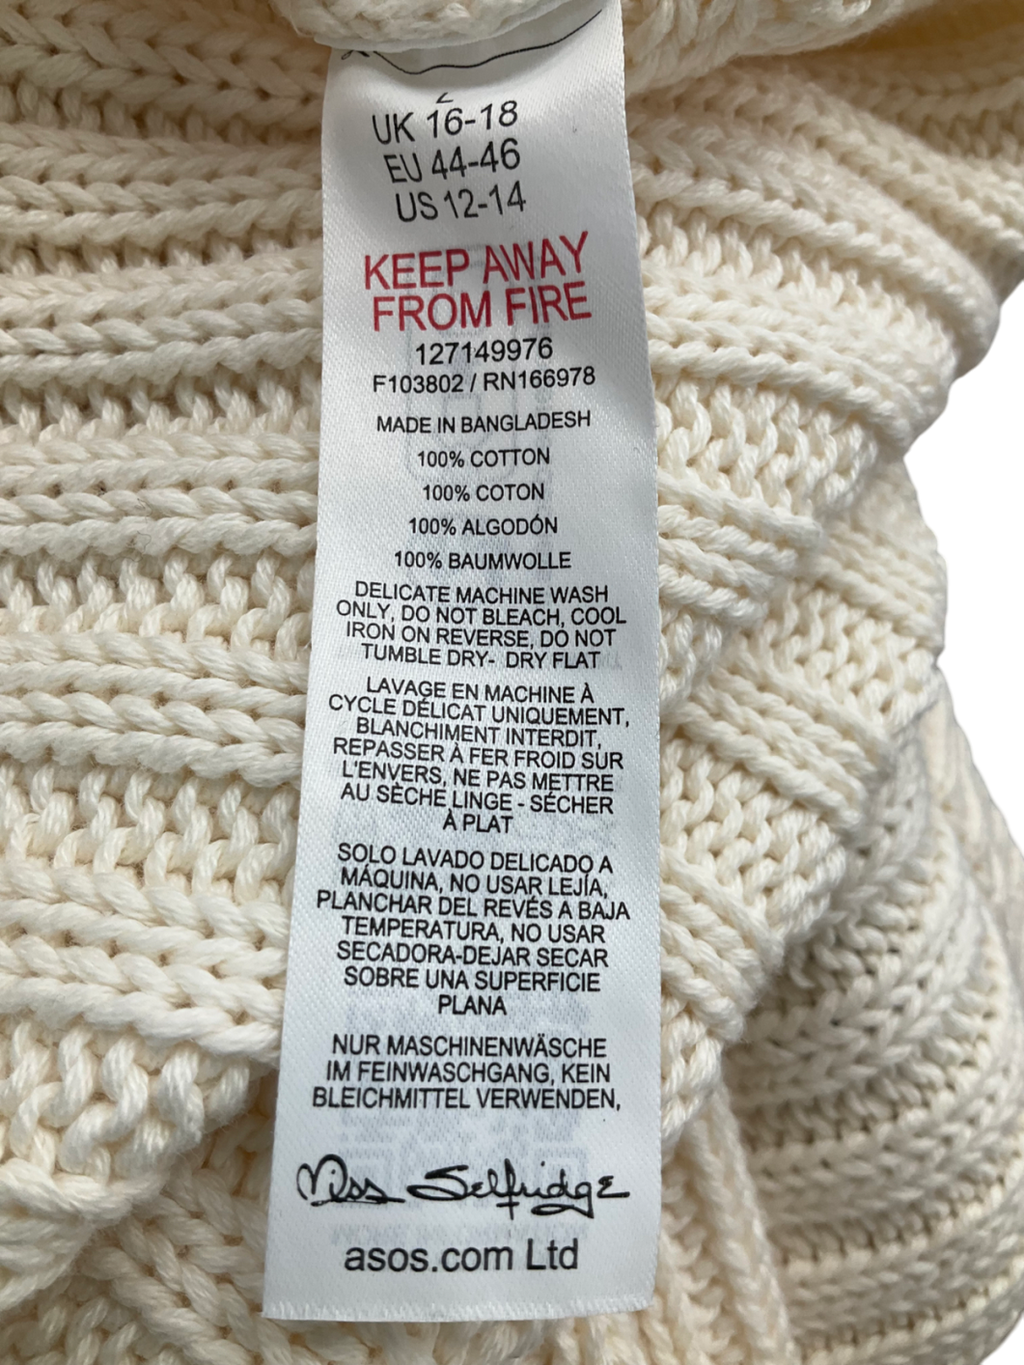 UK 16-18
EU 44-46
US 12-14
KEEP AWAY
FROM FIRE
127149976
F103802 / RN166978
MADE IN BANGLADESH
100% COTTON
100% COTON
100% ALGODÓN
100% BAUMWOLLE
DELICATE MACHINE WASH
ONLY, DO NOT BLEACH, COOL
IRON ON REVERSE, DO NOT
TUMBLE DRY- DRY FLAT
LAVAGE EN MACHINE À
CYCLE DÉLICAT UNIQUEMENT,
BLANCHIMENT INTERDIT,
REPASSER À FER FROID SUR
L'ENVERS, NE PAS METTRE
AU SÈCHE LINGE - SÉCHER
À PLAT
SOLO LAVADO DELICADO A
MÁQUINA, NO USAR LEJÍA,
PLANCHAR DEL REVÉS A BAJA
TEMPERATURA, NO USAR
SECADORA-DEJAR SECAR
SOBRE UNA SUPERFICIE
PLANA
NUR MASCHINENWÄSCHE
IM FEINWASCHGANG, KEIN
BLEICHMITTEL VERWENDEN,
Miss Selfridge
asos.com Ltd